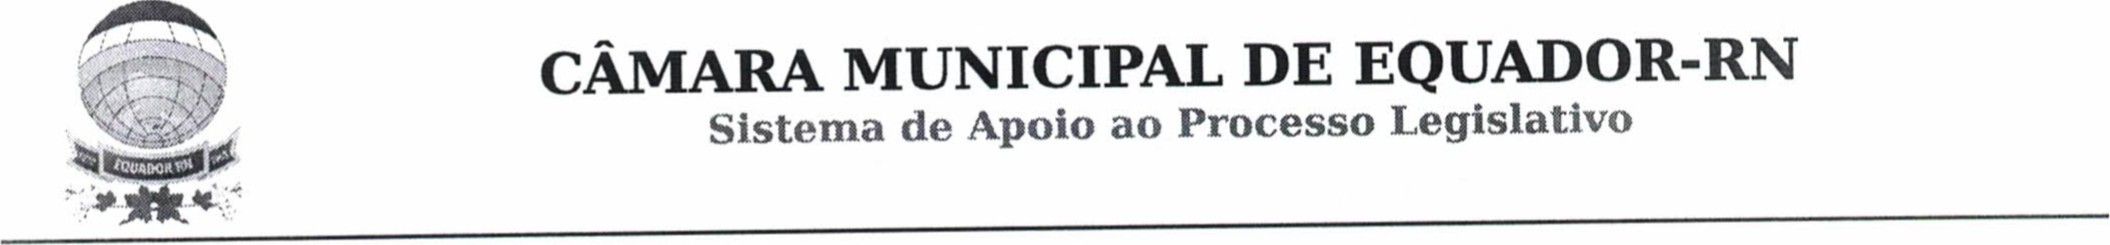 CÂMARA MUNICIPAL DE EQUADOR-RN
Sistema de Apoio ao Processo Legislativo
EQUADOR RN